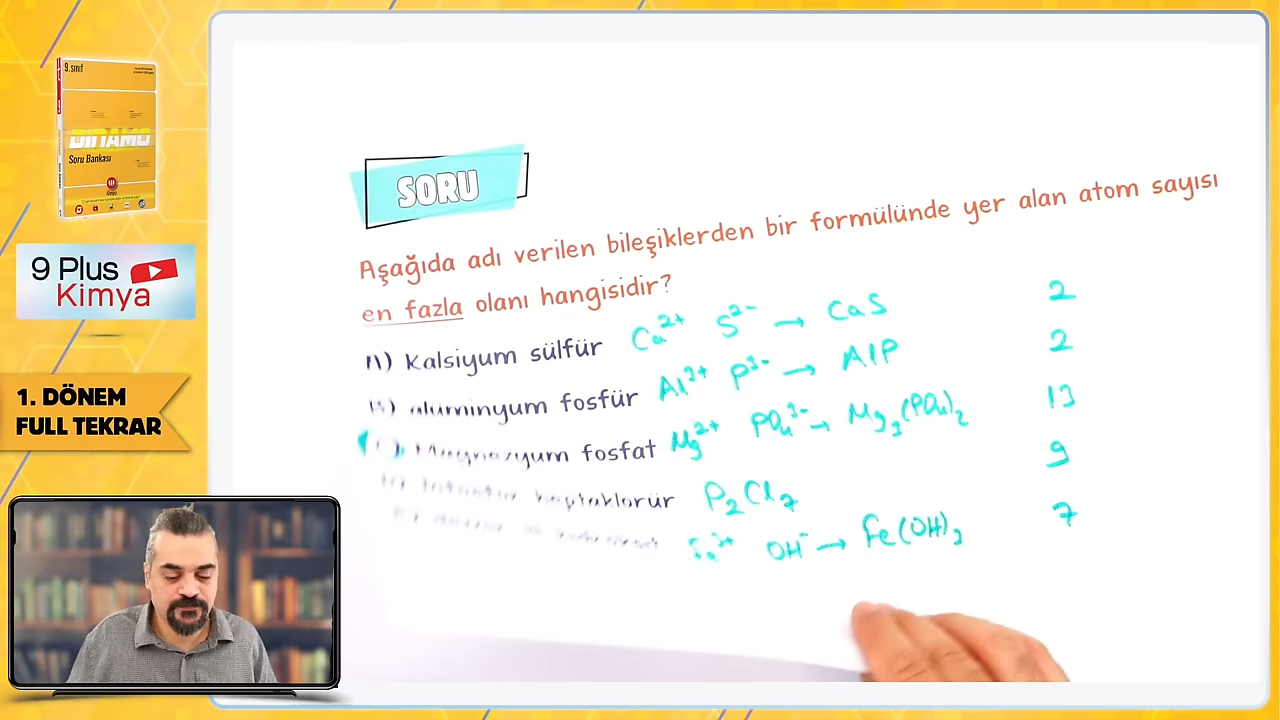 9.sınıf
DİNAMO
Soru Bankası
Kimya
9 Plus
Kimya
1. DÖNEM
FULL TEKRAR
SORU
Aşağıda adı verilen bileşiklerden bir formülünde yer alan atom sayısı
en fazla olanı hangisidir?
A) Kalsiyum sülfür Ca²⁺ S²⁻ → CaS 2
B) alüminyum fosfür Al³⁺ P³⁻ → AlP 2
Magnezyum fosfat Mg²⁺ PO₄³⁻ → Mg₃(PO₄)₂ 13
heptaklorür P₂Cl₇ 9
Fe³⁺ OH⁻ → Fe(OH)₃ 7